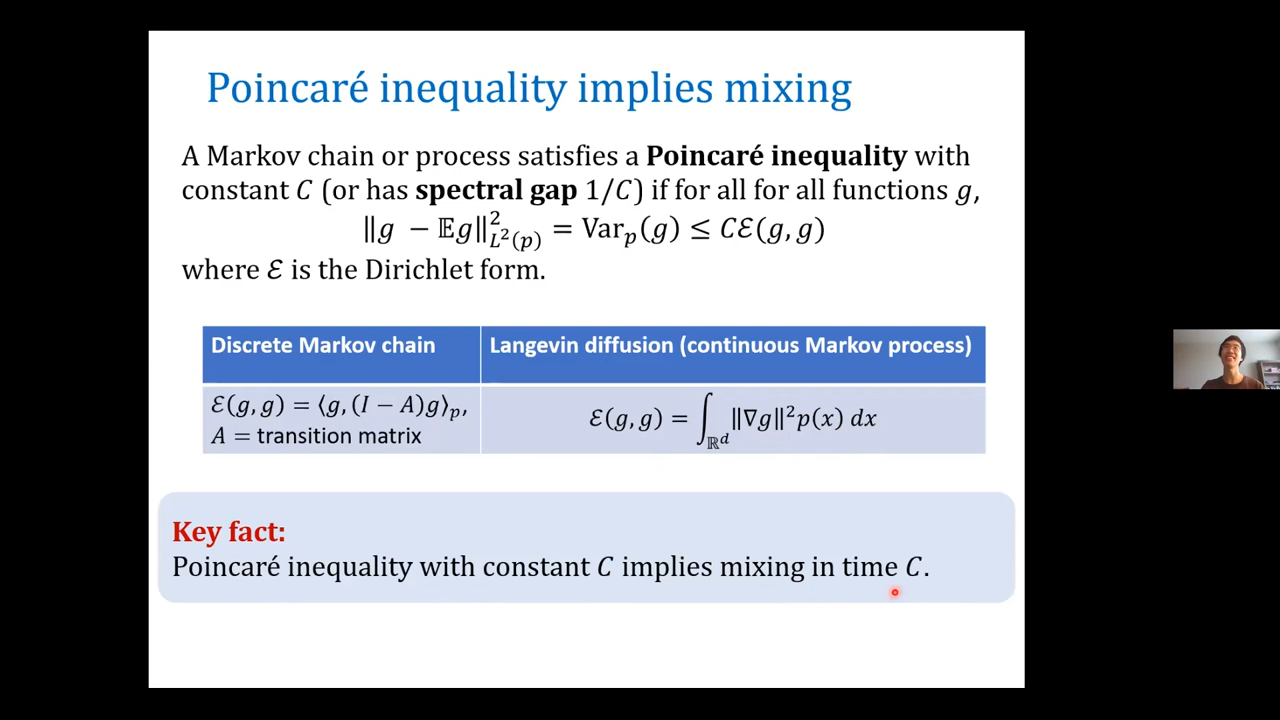 Poincaré inequality implies mixing
A Markov chain or process satisfies a Poincaré inequality with
constant C (or has spectral gap 1/C) if for all for all functions g,
‖g − 𝔼g‖²_{L²(p)} = Var_p(g) ≤ Cℰ(g, g)
where ℰ is the Dirichlet form.
Discrete Markov chain
Langevin diffusion (continuous Markov process)
ℰ(g, g) = ⟨g, (I − A)g⟩_p,
A = transition matrix
ℰ(g, g) = ∫_{ℝ^d} ‖∇g‖² p(x) dx
Key fact:
Poincaré inequality with constant C implies mixing in time C.